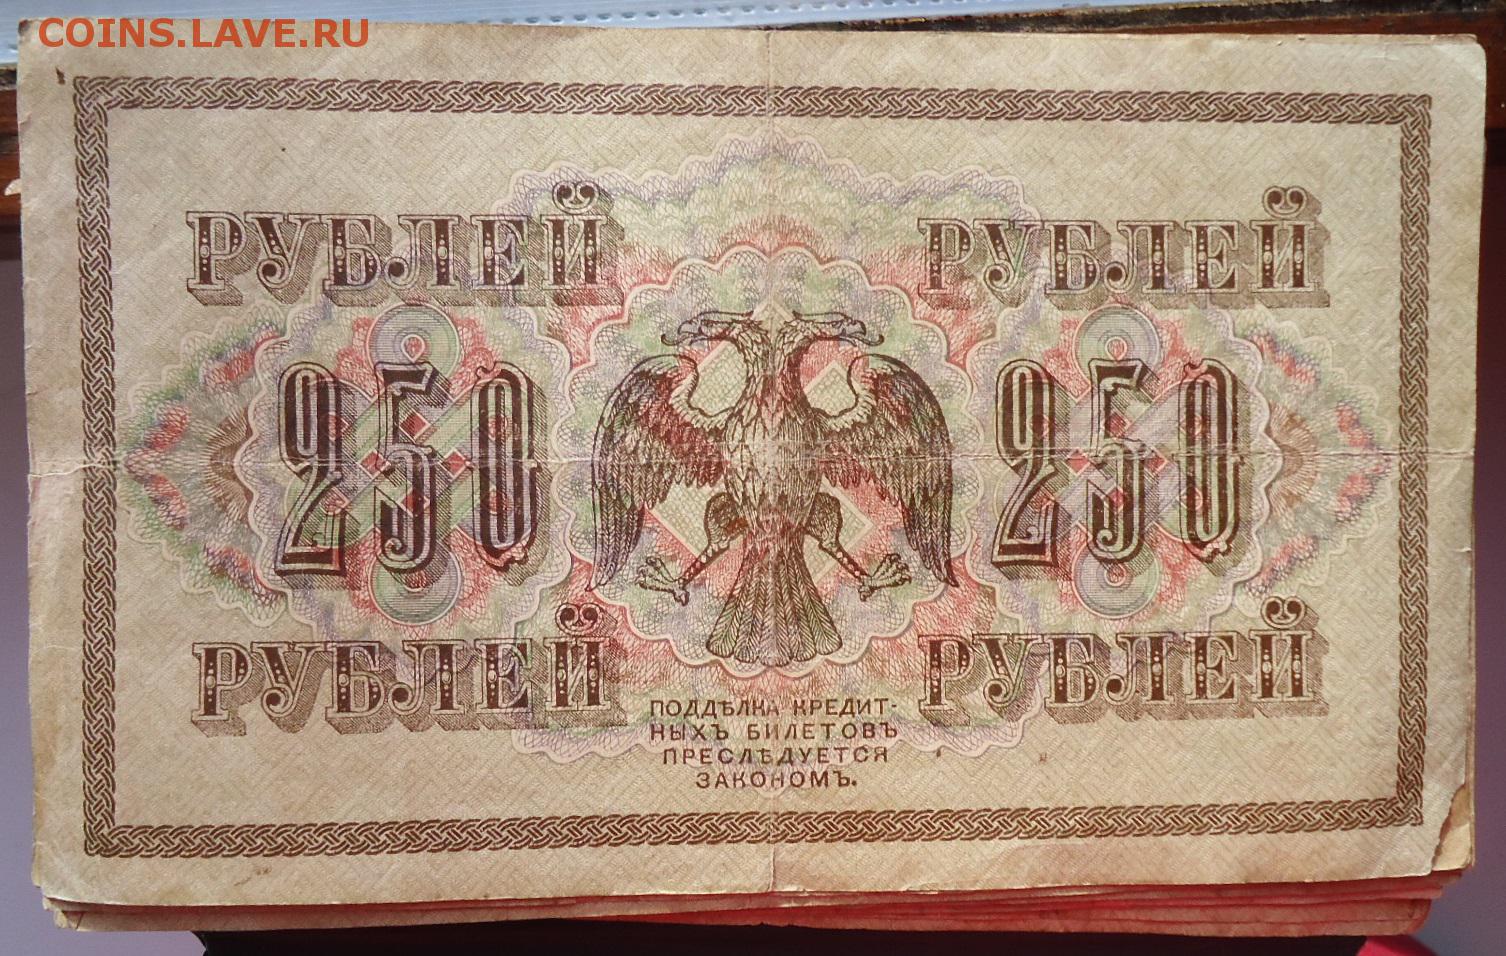 COINS.LAVE.RU
РУБЛЕЙ РУБЛЕЙ
250 250
РУБЛЕЙ РУБЛЕЙ
ПОДДѢЛКА КРЕДИТ-
НЫХЪ БИЛЕТОВЪ
ПРЕСЛѢДУЕТСЯ
ЗАКОНОМЪ.